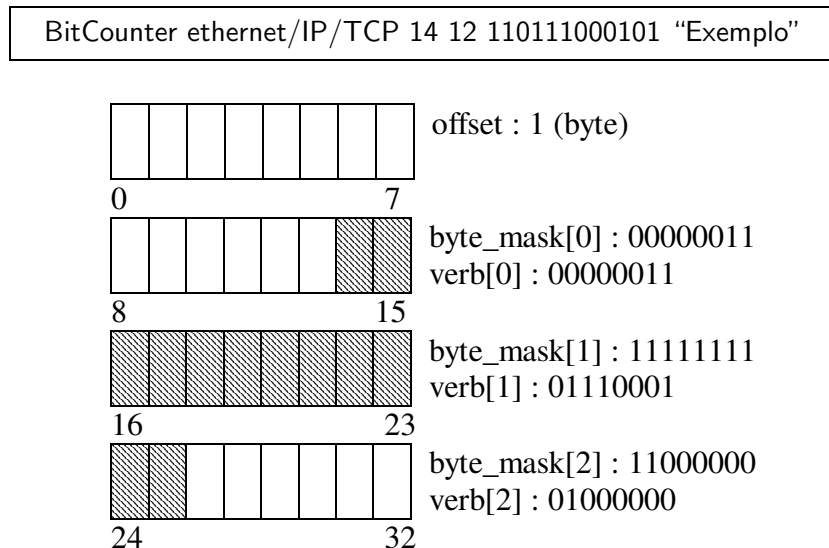 BitCounter ethernet/IP/TCP 14 12 110111000101 “Exemplo”
offset : 1 (byte)
0 7
byte_mask[0] : 00000011
verb[0] : 00000011
8 15
byte_mask[1] : 11111111
verb[1] : 01110001
16 23
byte_mask[2] : 11000000
verb[2] : 01000000
24 32